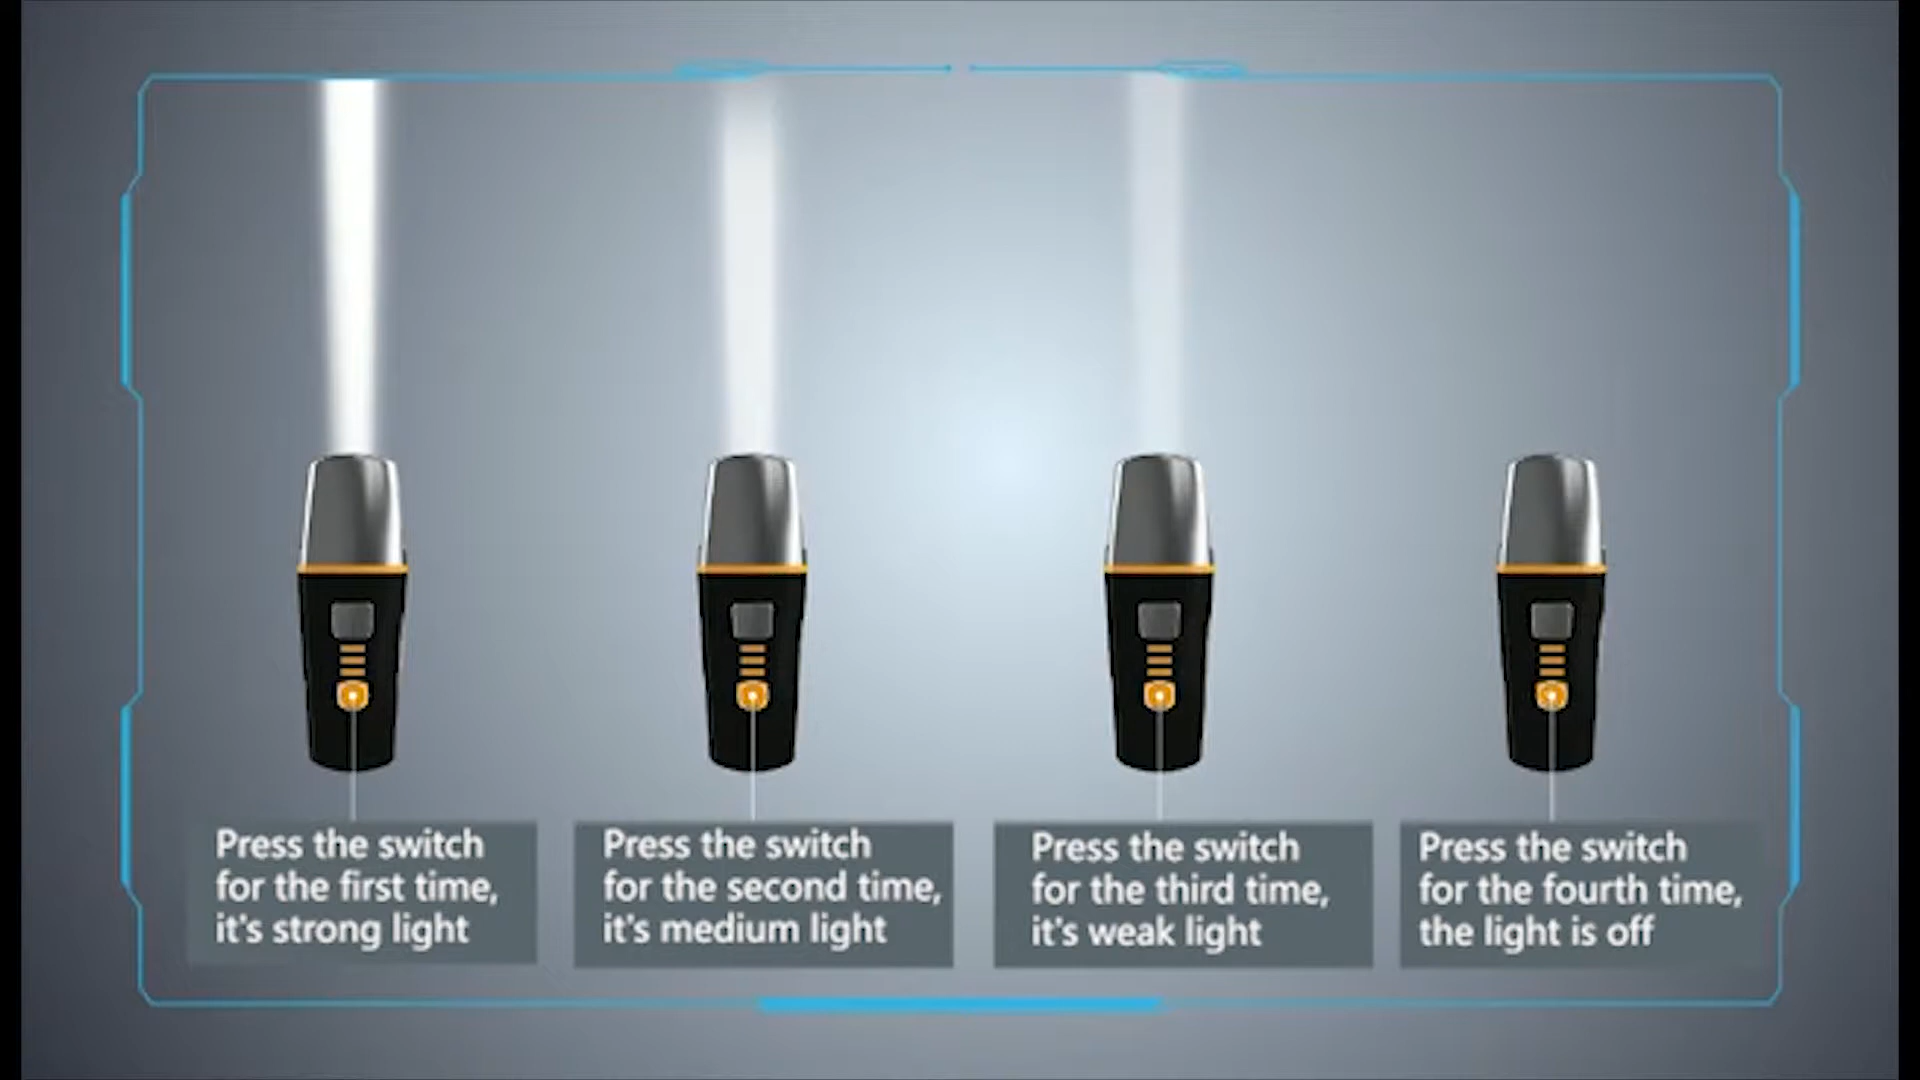 Press the switch
for the first time,
it's strong light
Press the switch
for the second time,
it's medium light
Press the switch
for the third time,
it's weak light
Press the switch
for the fourth time,
the light is off